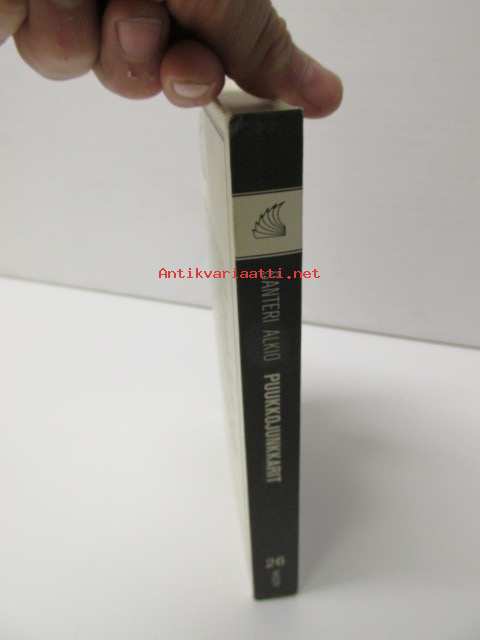 Antikvariaatti.net
SANTERI ALKIO PUUKKOJUNKKARIT
26